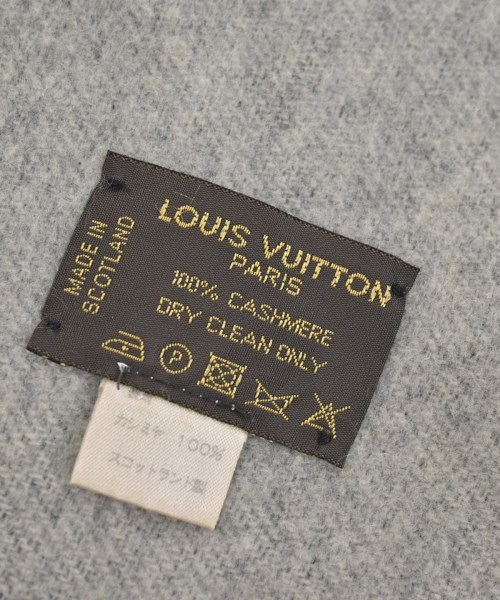 LOUIS VUITTON
PARIS
100% CASHMERE
DRY CLEAN ONLY
MADE IN
SCOTLAND
P
カシミヤ 100%
スコットランド製